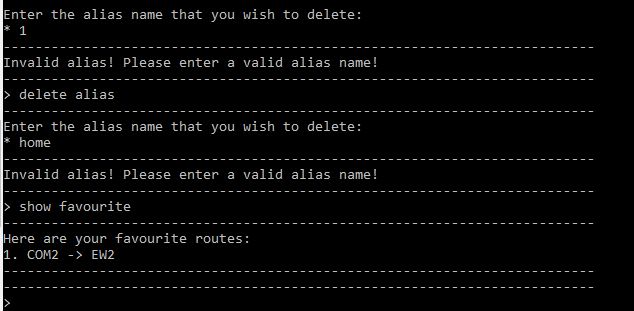 Enter the alias name that you wish to delete:
* 1
--------------------------------------------------------------------------
Invalid alias! Please enter a valid alias name!
--------------------------------------------------------------------------
> delete alias
--------------------------------------------------------------------------
Enter the alias name that you wish to delete:
* home
--------------------------------------------------------------------------
Invalid alias! Please enter a valid alias name!
--------------------------------------------------------------------------
> show favourite
--------------------------------------------------------------------------
Here are your favourite routes:
1. COM2 -> EW2
--------------------------------------------------------------------------
--------------------------------------------------------------------------
>